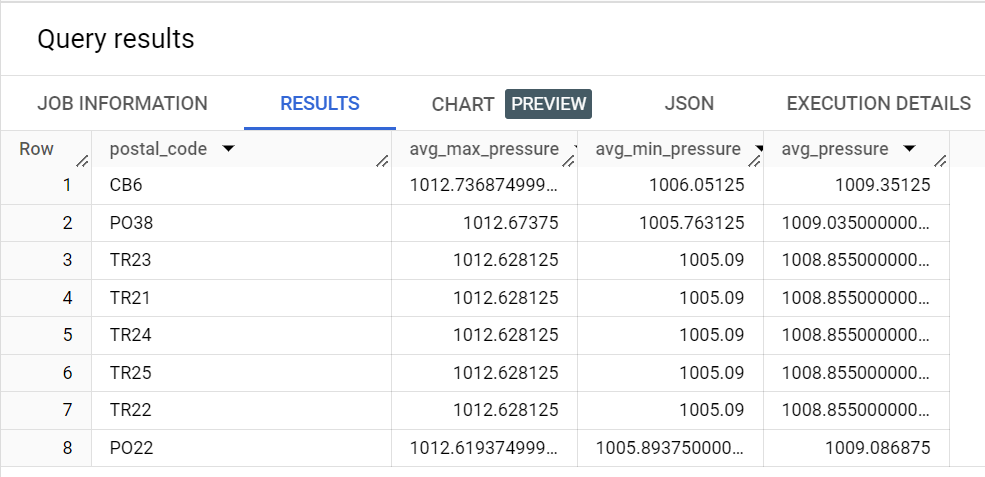 Query results
JOB INFORMATION RESULTS CHART PREVIEW JSON EXECUTION DETAILS
Row postal_code avg_max_pressure avg_min_pressure avg_pressure
1 CB6 1012.736874999... 1006.05125 1009.35125
2 PO38 1012.67375 1005.763125 1009.035000000...
3 TR23 1012.628125 1005.09 1008.855000000...
4 TR21 1012.628125 1005.09 1008.855000000...
5 TR24 1012.628125 1005.09 1008.855000000...
6 TR25 1012.628125 1005.09 1008.855000000...
7 TR22 1012.628125 1005.09 1008.855000000...
8 PO22 1012.619374999... 1005.893750000... 1009.086875